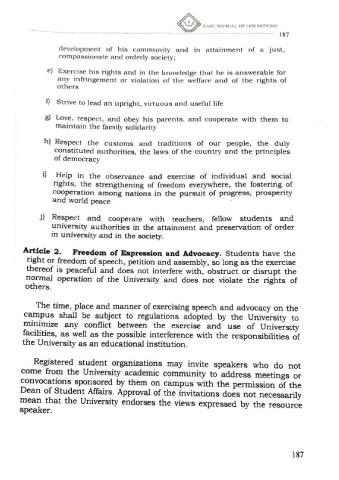 EVSU MANUAL OF OPERATIONS
187
development of his community and in attainment of a just,
compassionate and orderly society;
e) Exercise his rights and in the knowledge that he is answerable for
any infringement or violation of the welfare and of the rights of
others
f) Strive to lead an upright, virtuous and useful life
g) Love, respect, and obey his parents, and cooperate with them to
maintain the family solidarity
h) Respect the customs and traditions of our people, the duly
constituted authorities, the laws of the country and the principles
of democracy
i) Help in the observance and exercise of individual and social
rights, the strengthening of freedom everywhere, the fostering of
cooperation among nations in the pursuit of progress, prosperity
and world peace
j) Respect and cooperate with teachers, fellow students and
university authorities in the attainment and preservation of order
in university and in the society.
Article 2. Freedom of Expression and Advocacy. Students have the
right or freedom of speech, petition and assembly, so long as the exercise
thereof is peaceful and does not interfere with, obstruct or disrupt the
normal operation of the University and does not violate the rights of
others.
The time, place and manner of exercising speech and advocacy on the
campus shall be subject to regulations adopted by the University to
minimize any conflict between the exercise and use of University
facilities, as well as the possible interference with the responsibilities of
the University as an educational institution.
Registered student organizations may invite speakers who do not
come from the University academic community to address meetings or
convocations sponsored by them on campus with the permission of the
Dean of Student Affairs. Approval of the invitations does not necessarily
mean that the University endorses the views expressed by the resource
speaker.
187